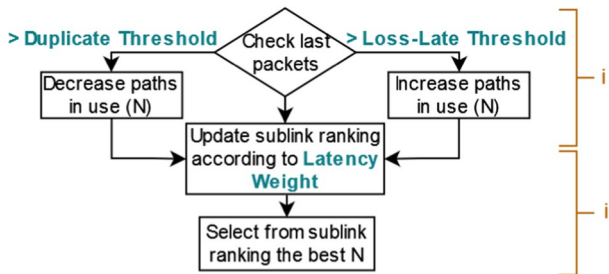 > Duplicate Threshold
Check last
packets
> Loss-Late Threshold
Decrease paths
in use (N)
Increase paths
in use (N)
i
Update sublink ranking
according to Latency
Weight
Select from sublink
ranking the best N
i